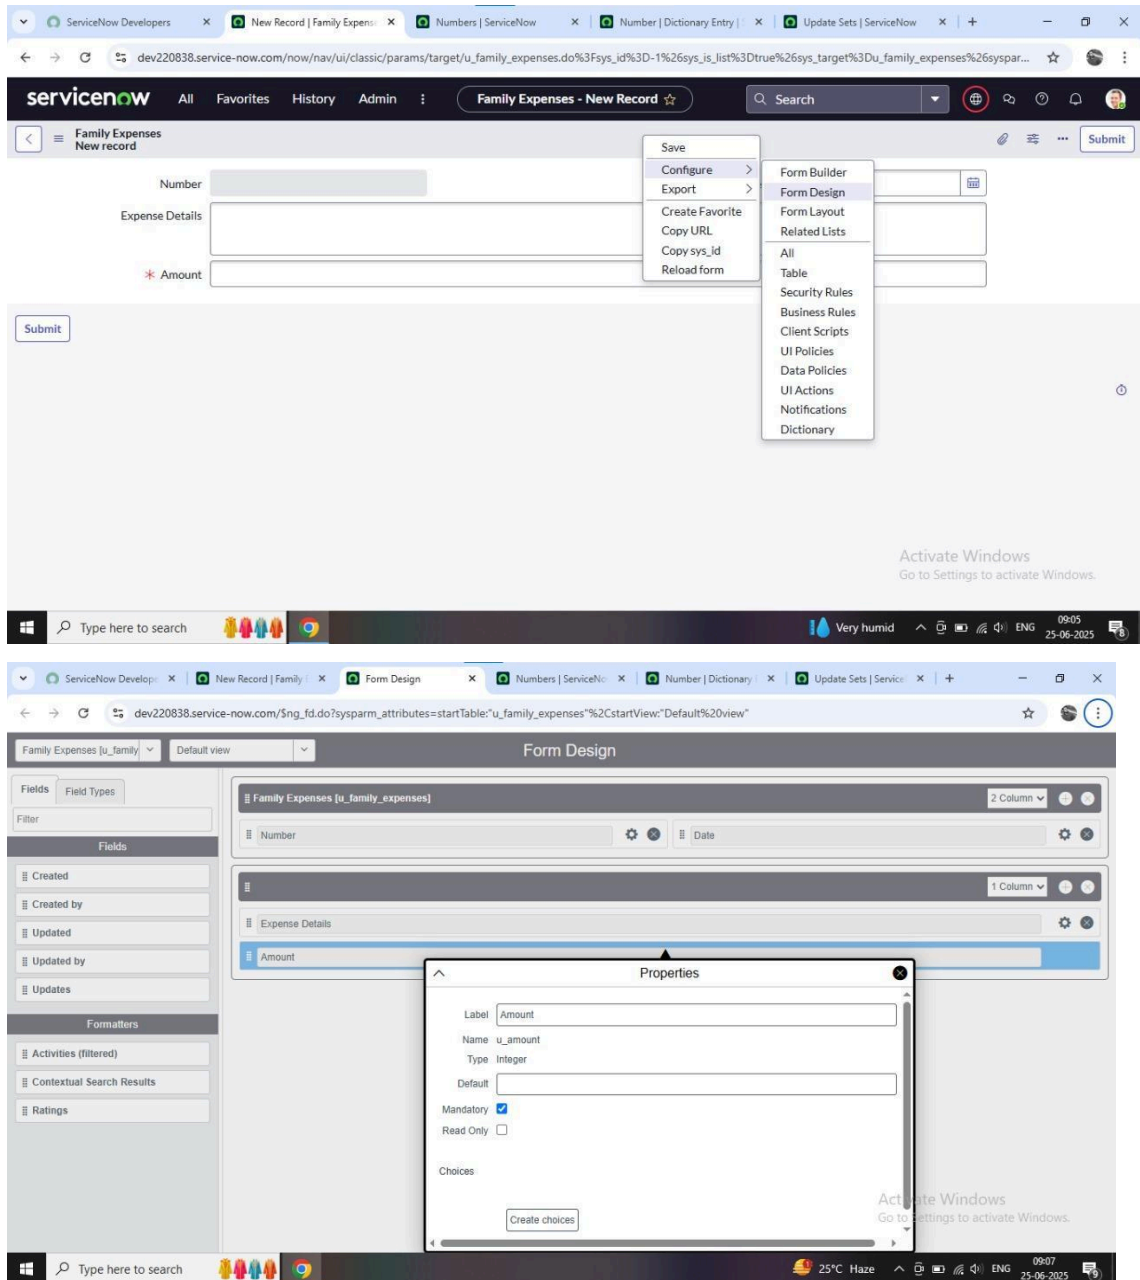 ServiceNow Developers
New Record | Family Expens
Numbers | ServiceNow
Number | Dictionary Entry |
Update Sets | ServiceNow
dev220838.service-now.com/now/nav/ui/classic/params/target/u_family_expenses.do%3Fsys_id%3D-1%26sys_is_list%3Dtrue%26sys_target%3Du_family_expenses%26syspar...
servicenow All Favorites History Admin Family Expenses - New Record Search
Family Expenses
New record
Submit
Number
Expense Details
Amount
Submit
Save
Configure
Export
Create Favorite
Copy URL
Copy sys_id
Reload form
Form Builder
Form Design
Form Layout
Related Lists
All
Table
Security Rules
Business Rules
Client Scripts
UI Policies
Data Policies
UI Actions
Notifications
Dictionary
Activate Windows
Go to Settings to activate Windows.
Type here to search
Very humid ENG 09:05
25-06-2025
8
ServiceNow Develop
New Record | Family
Form Design
Numbers | ServiceNo
Number | Dictionary
Update Sets | Service
dev220838.service-now.com/$ng_fd.do?sysparm_attributes=startTable:"u_family_expenses"%2CstartView:"Default%20view"
Family Expenses [u_family Default view Form Design
Fields Field Types
Filter
Fields
Created
Created by
Updated
Updated by
Updates
Formatters
Activities (filtered)
Contextual Search Results
Ratings
Family Expenses [u_family_expenses] 2 Column
Number Date
1 Column
Expense Details
Amount
Properties
Label Amount
Name u_amount
Type Integer
Default
Mandatory
Read Only
Choices
Create choices
Activate Windows
Go to Settings to activate Windows.
Type here to search
25°C Haze ENG 09:07
25-06-2025
9